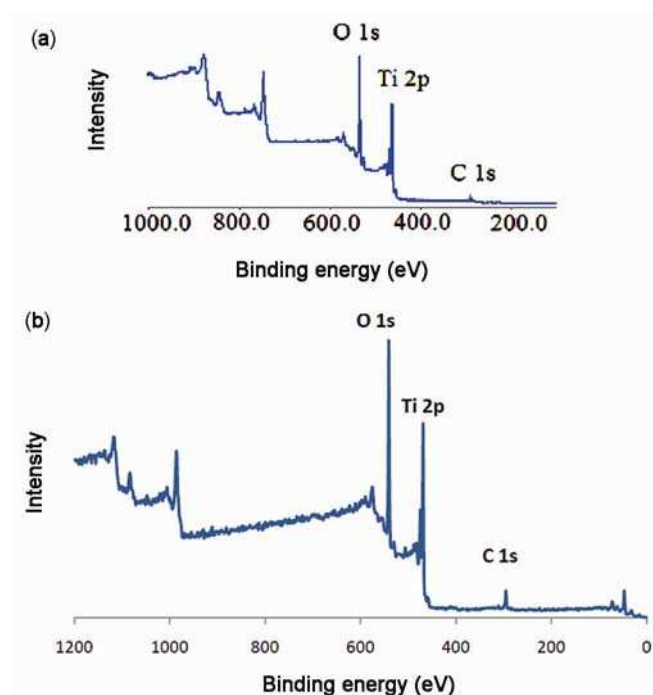 (a)
O 1s
Ti 2p
C 1s
Intensity
1000.0 800.0 600.0 400.0 200.0
Binding energy (eV)
(b)
O 1s
Ti 2p
C 1s
Intensity
1200 1000 800 600 400 200 0
Binding energy (eV)